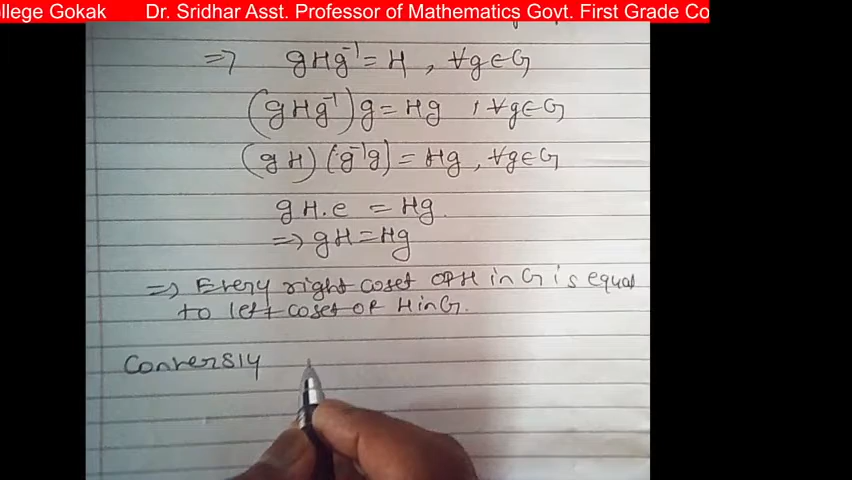 llege Gokak Dr. Sridhar Asst. Professor of Mathematics Govt. First Grade Co
⇒ gHg⁻¹ = H , ∀g∈G
(gHg⁻¹)g = Hg , ∀g∈G
(gH)(g⁻¹g) = Hg, ∀g∈G
gH.e = Hg.
⇒ gH = Hg
⇒ Every right coset of H in G is equal
to left coset of H in G.
Conversly